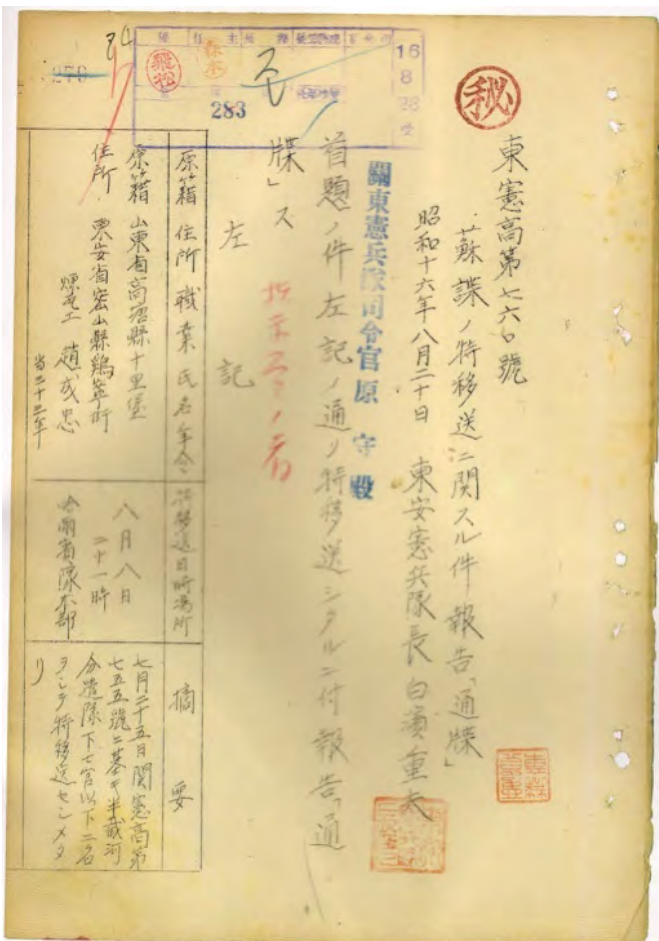 秘
東憲高第七六〇號
蘇諜ノ特移送ニ関スル件報告「通牒」
昭和十六年八月二十日 東安憲兵隊長 白濱重夫
關東憲兵隊司令官 原 守殿
首題ノ件左記ノ通リ特移送シタルニ付報告「通
牒」ス
左記
原籍 住所 職業 氏名 年令
特移送日時場所
摘要
原籍 山東省高唐縣十里堡
住所 東安省密山縣鶏寧街
煉瓦工 趙成忠
当二十三年
八月八日
二十一時
哈爾賓隊本部
七月二十五日関憲高第
七五五號ニ基キ半截河
分遣隊下士官以下二名
ヲシテ特移送セシメタ
リ
16
8
283
270